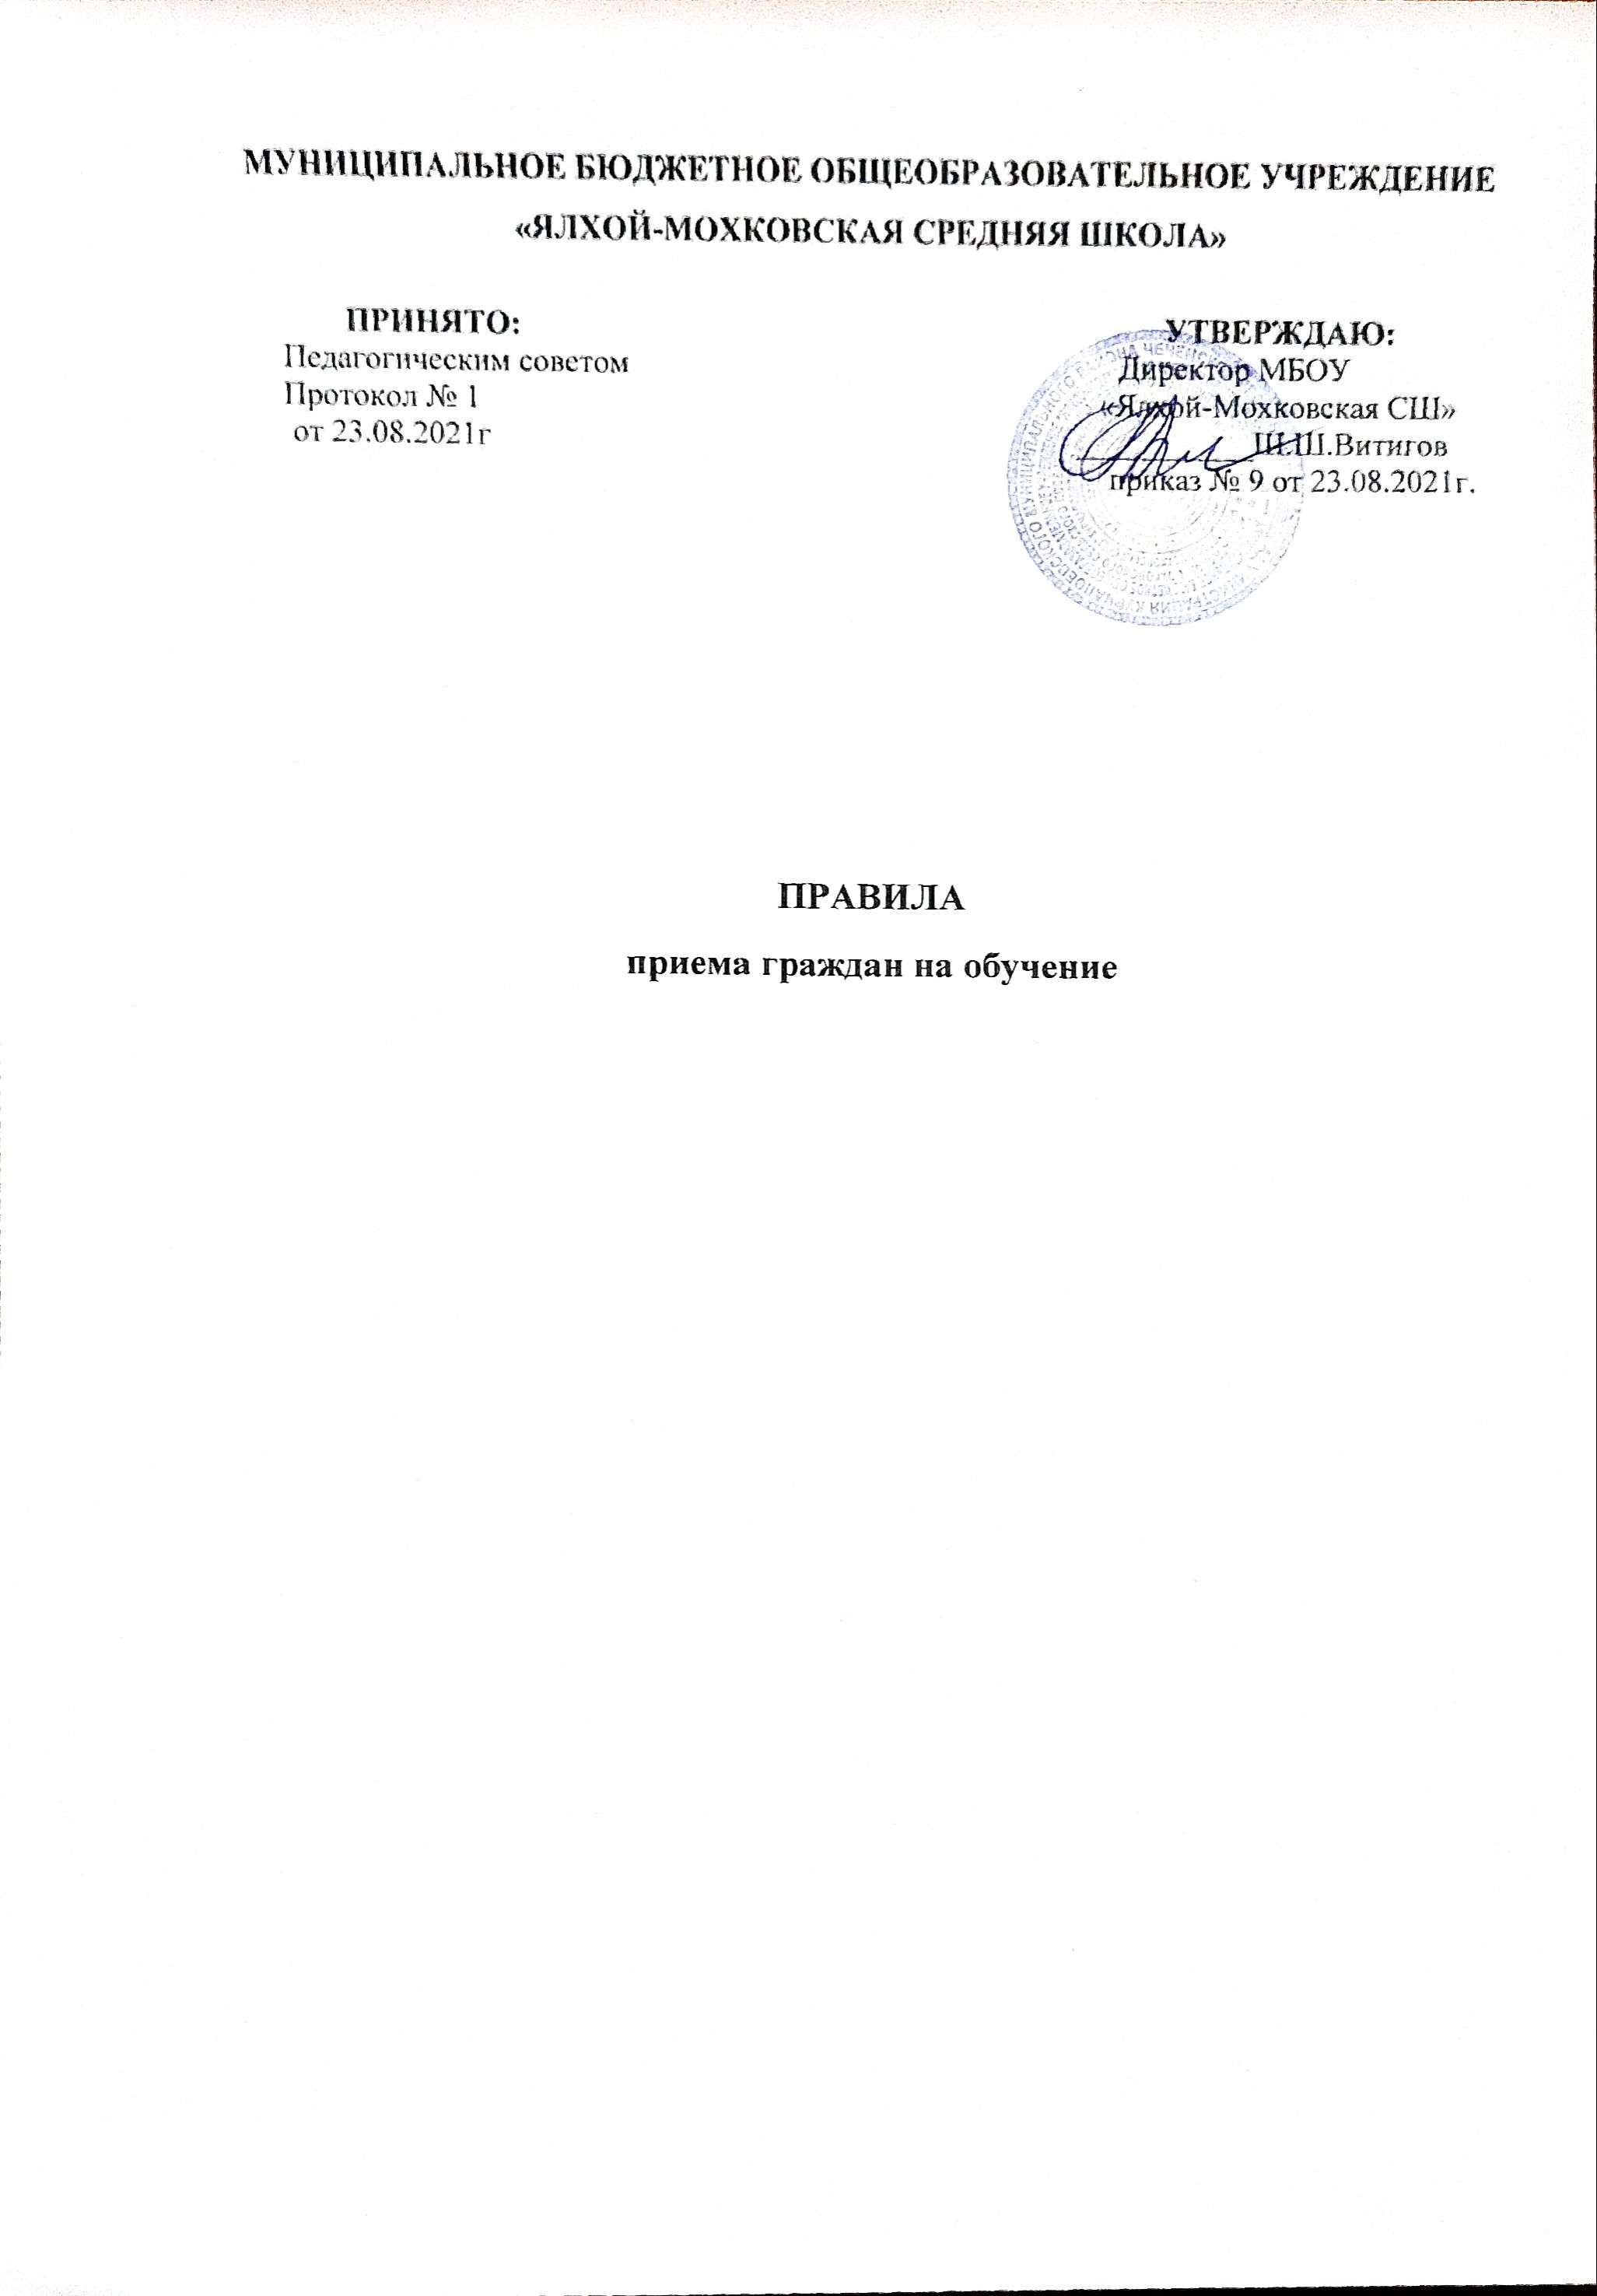 МУНИЦИПАЛЬНОЕ БЮДЖЕТНОЕ ОБЩЕОБРАЗОВАТЕЛЬНОЕ УЧРЕЖДЕНИЕ
«ЯЛХОЙ-МОХКОВСКАЯ СРЕДНЯЯ ШКОЛА»
ПРИНЯТО:
Педагогическим советом
Протокол № 1
от 23.08.2021г
УТВЕРЖДАЮ:
Директор МБОУ
«Ялхой-Мохковская СШ»
Ш.Ш.Витигов
приказ № 9 от 23.08.2021г.
ПРАВИЛА
приема граждан на обучение